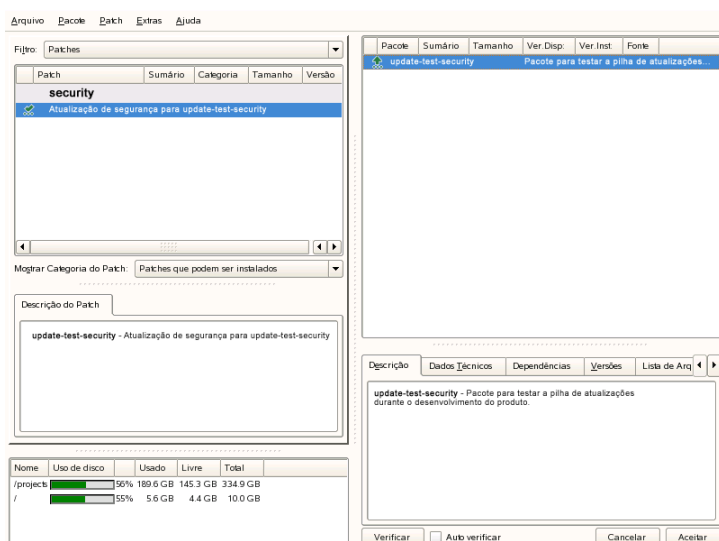 Arquivo Pacote Patch Extras Ajuda
Filtro: Patches
Patch Sumário Categoria Tamanho Versão
security
Atualização de segurança para update-test-security
Mostrar Categoria do Patch: Patches que podem ser instalados
Descrição do Patch
update-test-security - Atualização de segurança para update-test-security
Nome Uso de disco Usado Livre Total
/projects 56% 189.6 GB 145.3 GB 334.9 GB
/ 55% 5.6 GB 4.4 GB 10.0 GB
Pacote Sumário Tamanho Ver.Disp: Ver.Inst: Fonte
update-test-security Pacote para testar a pilha de atualizações...
Descrição Dados Técnicos Dependências Versões Lista de Arq
update-test-security - Pacote para testar a pilha de atualizações
durante o desenvolvimento do produto.
Verificar Auto verificar Cancelar Aceitar